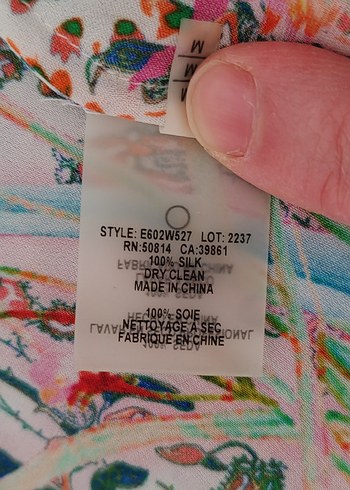 M
M
M
STYLE: E602W527 LOT: 2237
RN:50814 CA:39861
100% SILK
DRY CLEAN
MADE IN CHINA
100% SOIE
NETTOYAGE A SEC
FABRIQUE EN CHINE